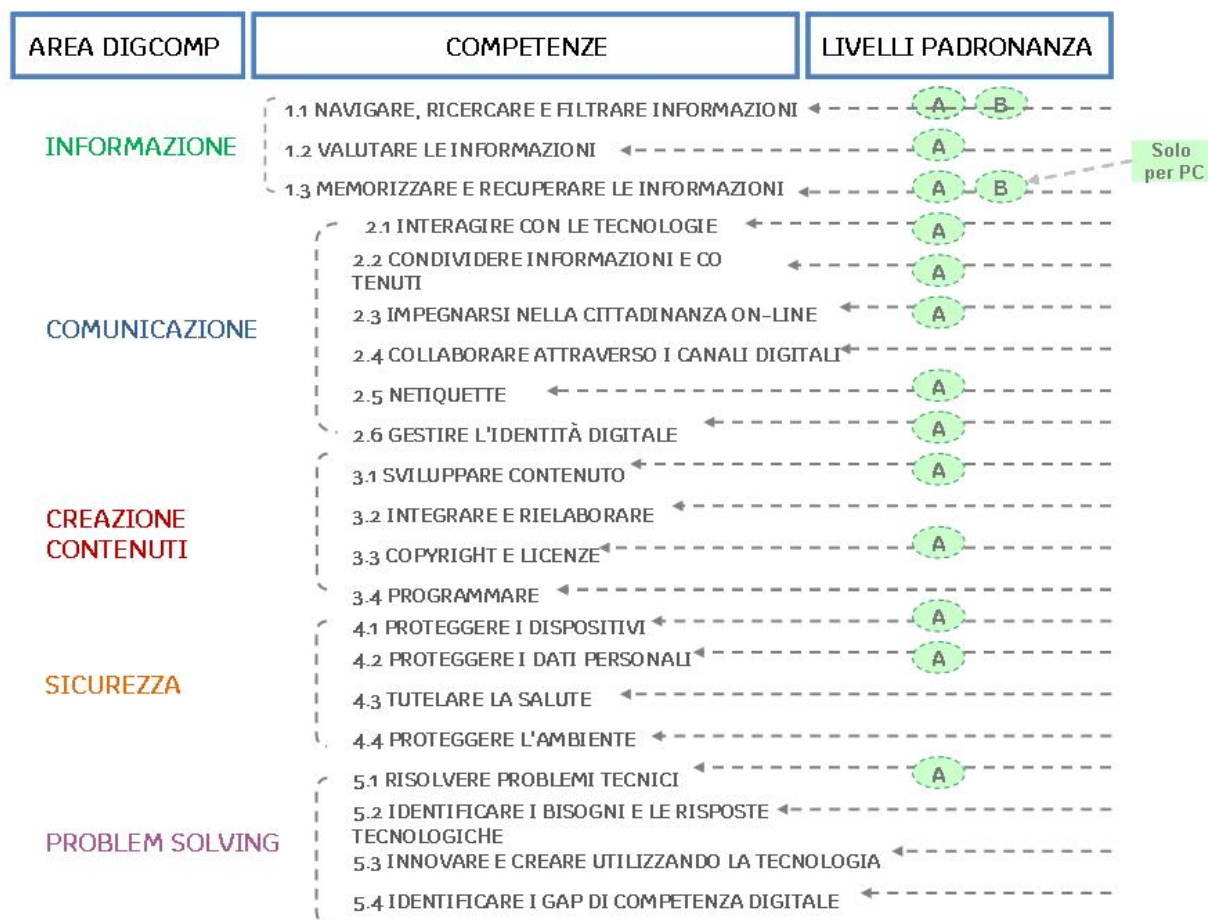 AREA DIGCOMP
COMPETENZE
LIVELLI PADRONANZA
INFORMAZIONE
1.1 NAVIGARE, RICERCARE E FILTRARE INFORMAZIONI
A
B
1.2 VALUTARE LE INFORMAZIONI
A
1.3 MEMORIZZARE E RECUPERARE LE INFORMAZIONI
A
B
Solo
per PC
COMUNICAZIONE
2.1 INTERAGIRE CON LE TECNOLOGIE
A
2.2 CONDIVIDERE INFORMAZIONI E CO
TENUTI
A
2.3 IMPEGNARSI NELLA CITTADINANZA ON-LINE
A
2.4 COLLABORARE ATTRAVERSO I CANALI DIGITALI
2.5 NETIQUETTE
A
2.6 GESTIRE L'IDENTITÀ DIGITALE
A
CREAZIONE
CONTENUTI
3.1 SVILUPPARE CONTENUTO
A
3.2 INTEGRARE E RIELABORARE
3.3 COPYRIGHT E LICENZE
A
3.4 PROGRAMMARE
SICUREZZA
4.1 PROTEGGERE I DISPOSITIVI
A
4.2 PROTEGGERE I DATI PERSONALI
A
4.3 TUTELARE LA SALUTE
4.4 PROTEGGERE L'AMBIENTE
PROBLEM SOLVING
5.1 RISOLVERE PROBLEMI TECNICI
A
5.2 IDENTIFICARE I BISOGNI E LE RISPOSTE
TECNOLOGICHE
5.3 INNOVARE E CREARE UTILIZZANDO LA TECNOLOGIA
5.4 IDENTIFICARE I GAP DI COMPETENZA DIGITALE